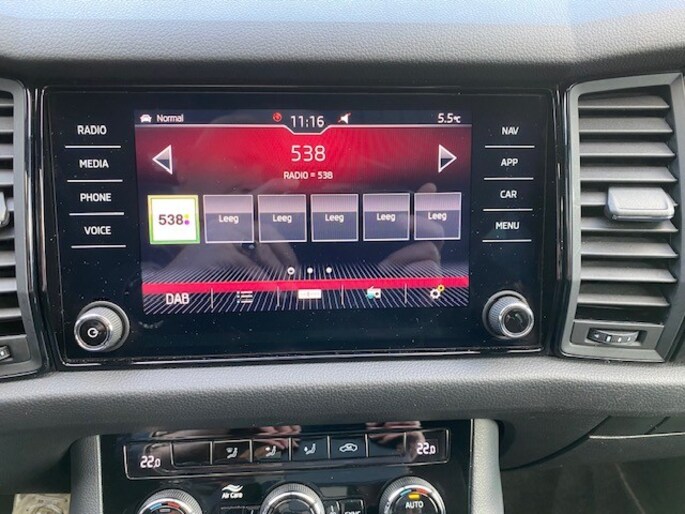 RADIO
MEDIA
PHONE
VOICE
Normal 11:16 5.5°C
538
RADIO = 538
538 Leeg Leeg Leeg Leeg Leeg
DAB
NAV
APP
CAR
MENU
22.0 22.0
Air Care
AUTO
SYNC